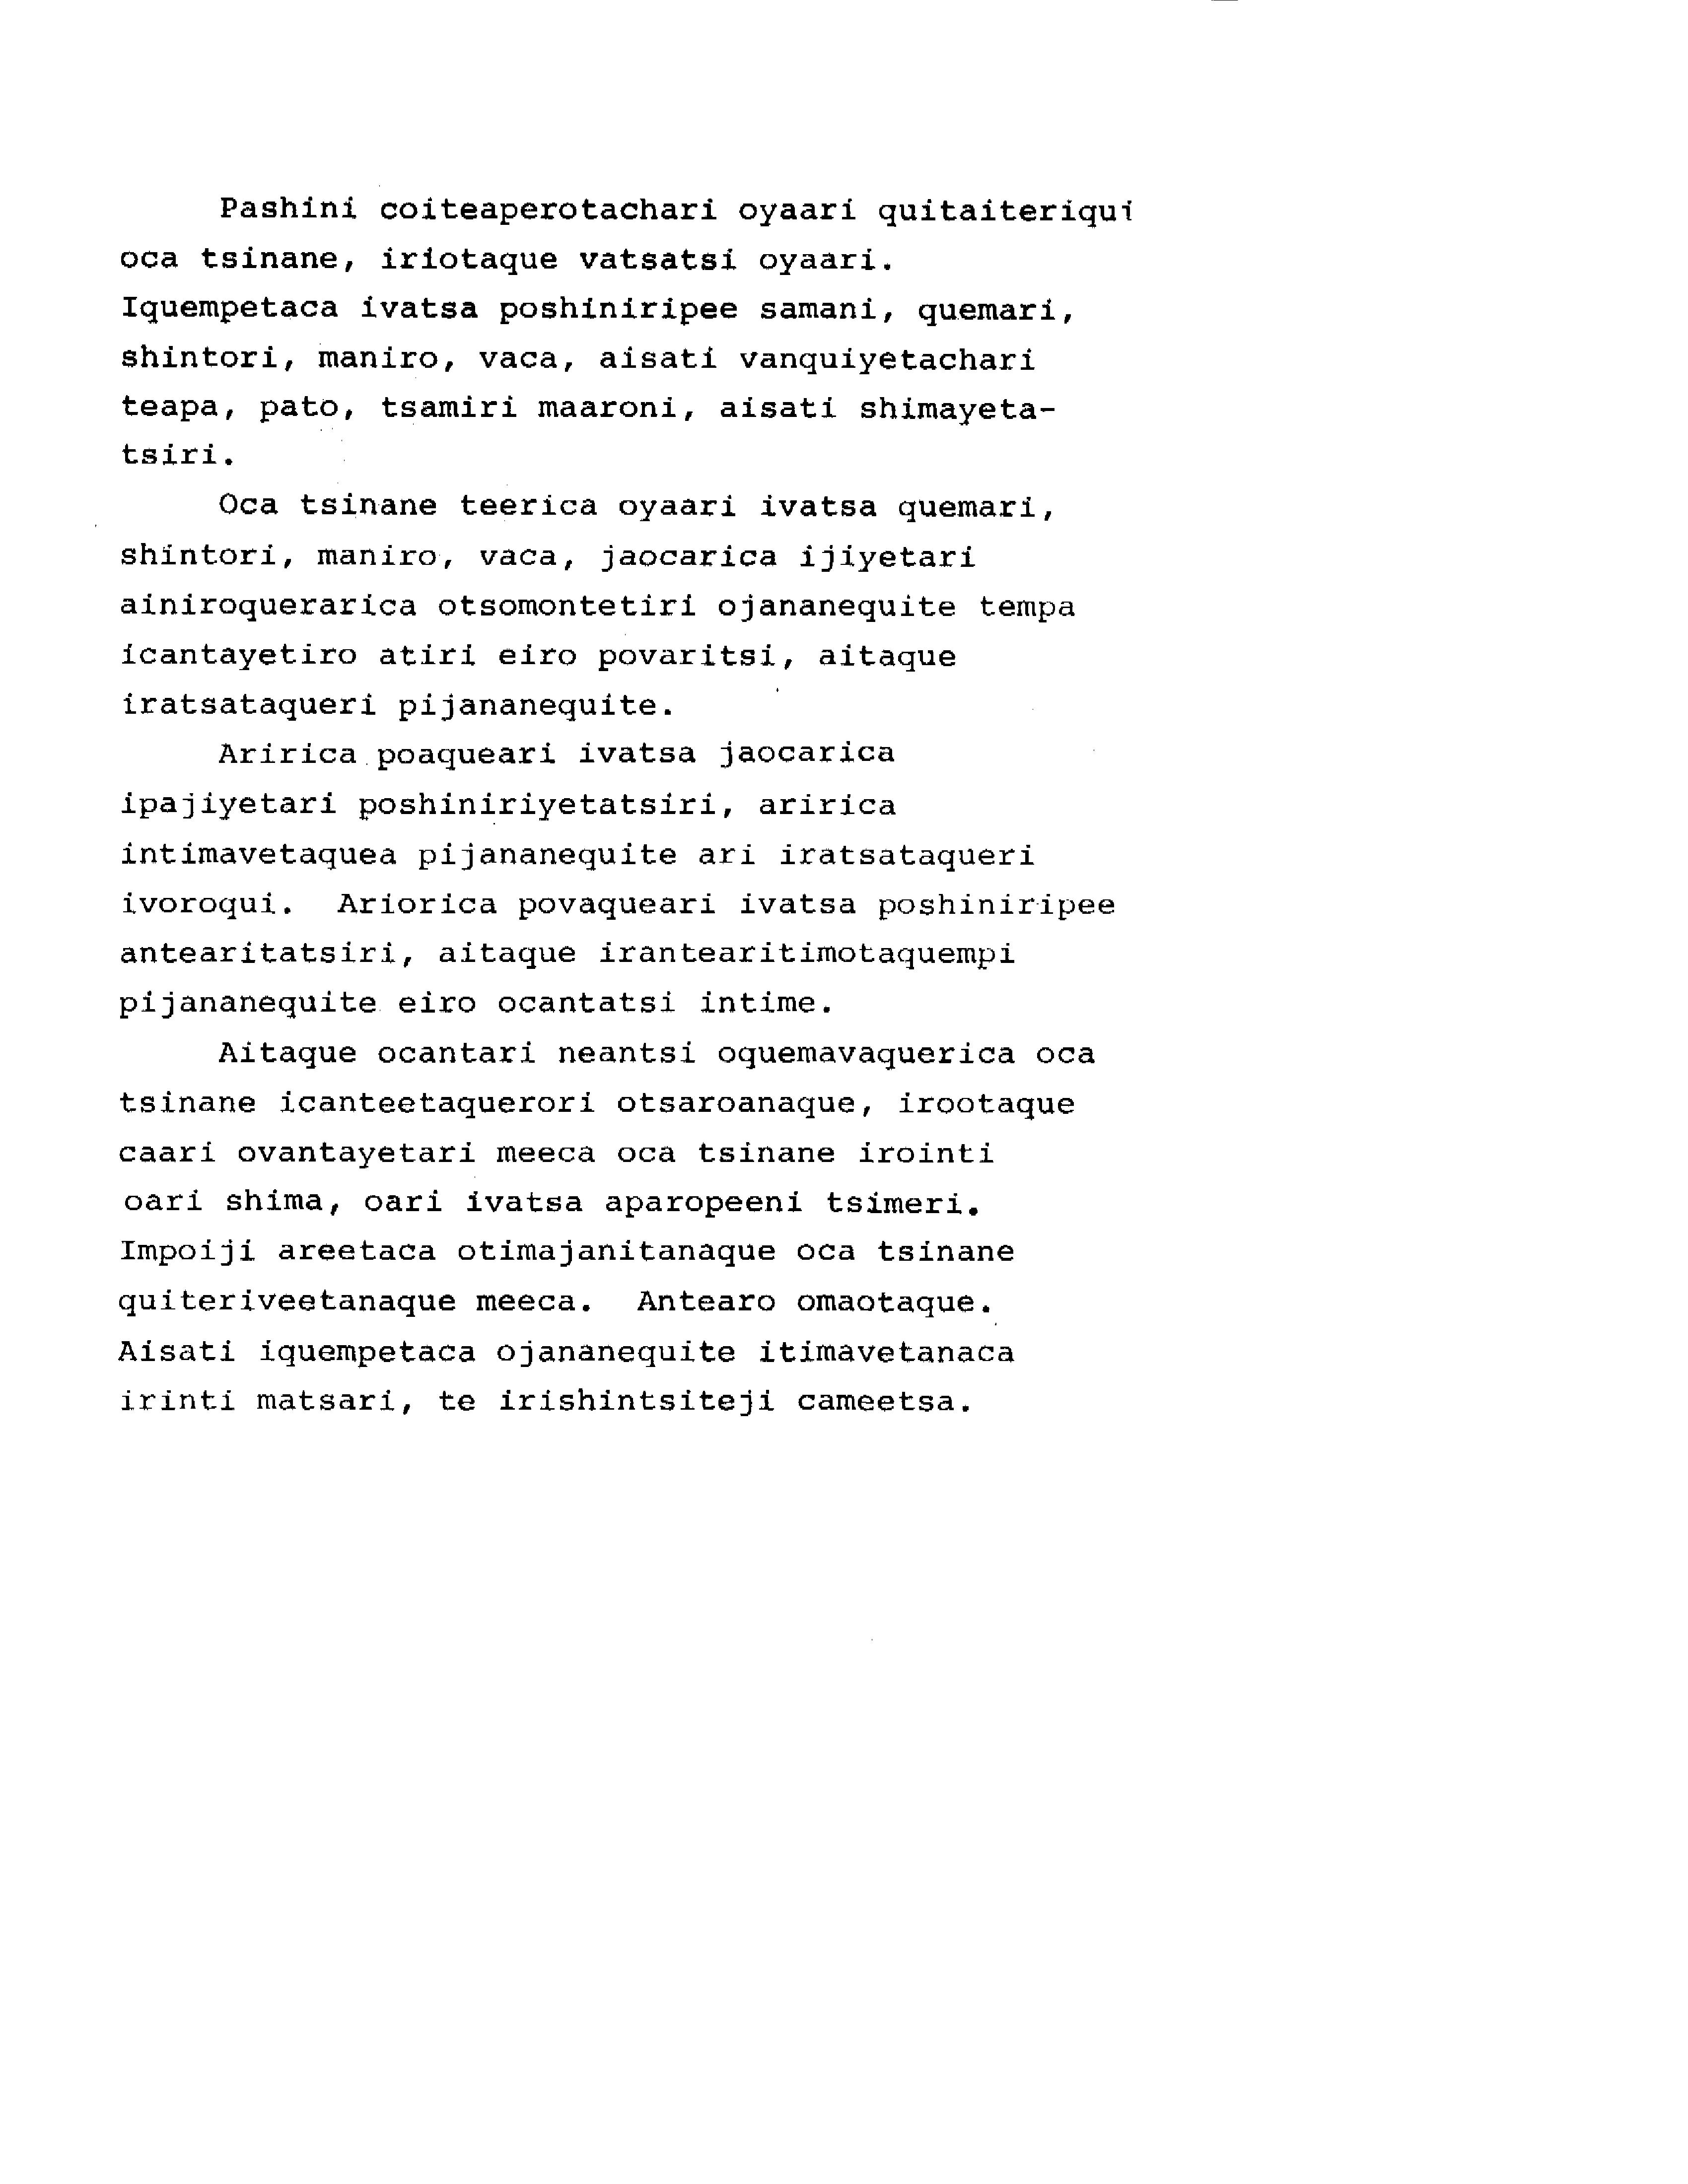 Pashini coiteaperotachari oyaari quitaiteriqui
oca tsinane, iriotaque vatsatsi oyaari.
Iquempetaca ivatsa poshiniripee samani, quemari,
shintori, maniro, vaca, aisati vanquiyetachari
teapa, pato, tsamiri maaroni, aisati shimayeta-
tsiri.
Oca tsinane teerica oyaari ivatsa quemari,
shintori, maniro, vaca, jaocarica ijiyetari
ainiroquerarica otsomontetiri ojananequite tempa
icantayetiro atiri eiro povaritsi, aitaque
iratsataqueri pijananequite.
Aririca poaqueari ivatsa jaocarica
ipajiyetari poshiniriyetatsiri, aririca
intimavetaquea pijananequite ari iratsataqueri
ivoroqui. Ariorica povaqueari ivatsa poshiniripee
antearitatsiri, aitaque irantearitimotaquempi
pijananequite eiro ocantatsi intime.
Aitaque ocantari neantsi oquemavaquerica oca
tsinane icanteetaquerori otsaroanaque, irootaque
caari ovantayetari meeca oca tsinane irointi
oari shima, oari ivatsa aparopeeni tsimeri.
Impoiji areetaca otimajanitanaque oca tsinane
quiteriveetanaque meeca. Antearo omaotaque.
Aisati iquempetaca ojananequite itimavetanaca
irinti matsari, te irishintsiteji cameetsa.